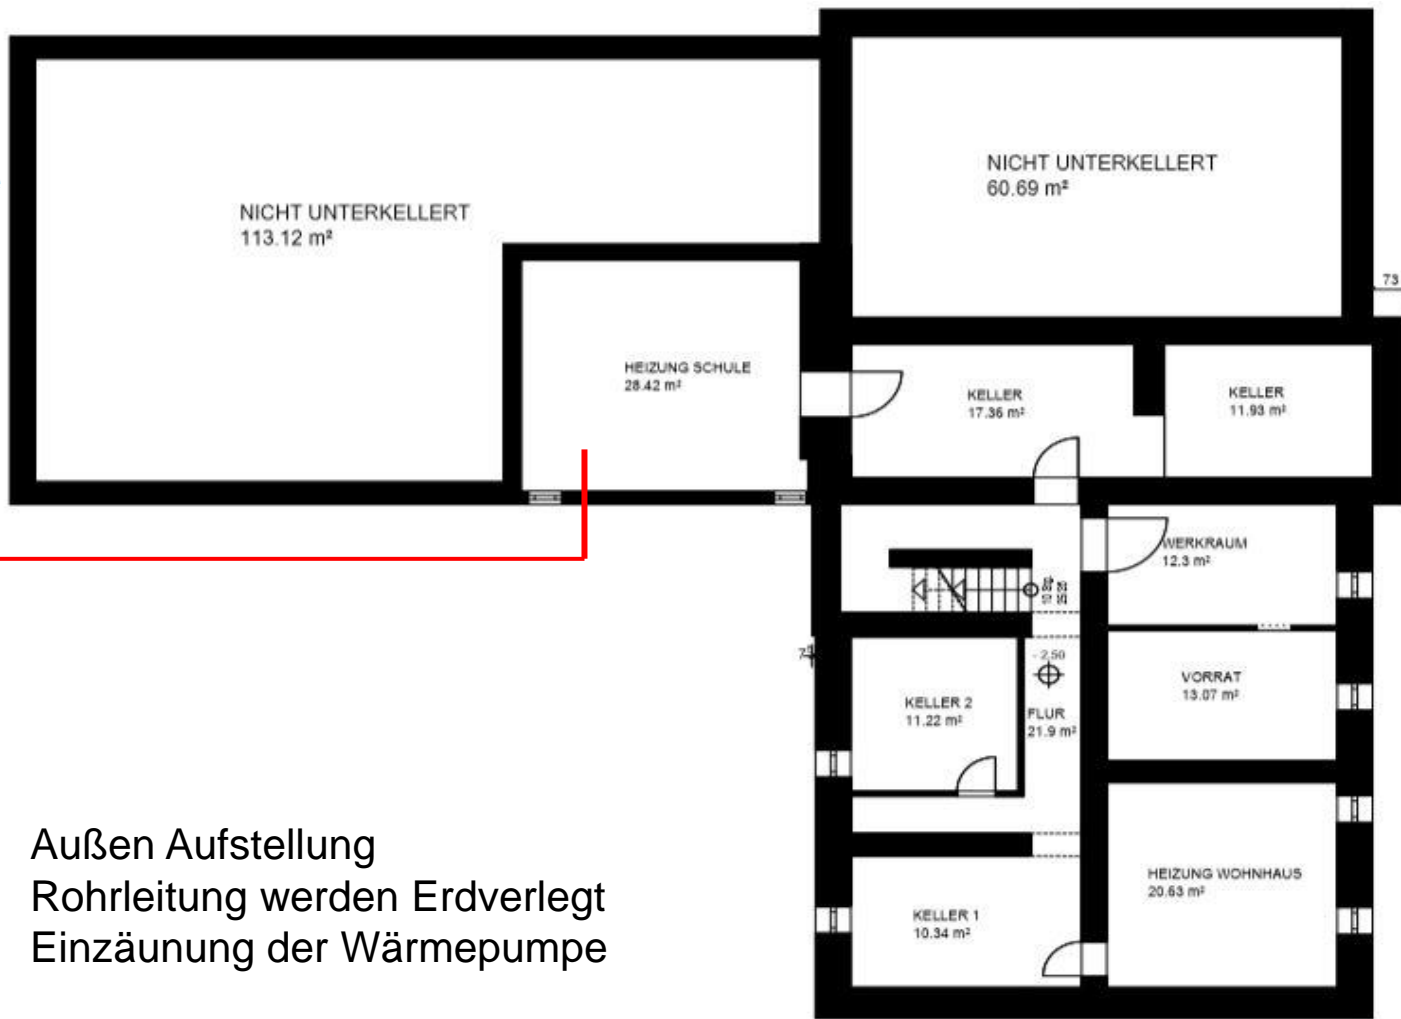 NICHT UNTERKELLERT
113.12 m²
NICHT UNTERKELLERT
60.69 m²
73
HEIZUNG SCHULE
28.42 m²
KELLER
17.36 m²
KELLER
11.93 m²
WERKRAUM
12.3 m²
- 2.50
VORRAT
13.07 m²
KELLER 2
11.22 m²
FLUR
21.9 m²
HEIZUNG WOHNHAUS
20.63 m²
KELLER 1
10.34 m²
Außen Aufstellung
Rohrleitung werden Erdverlegt
Einzäunung der Wärmepumpe